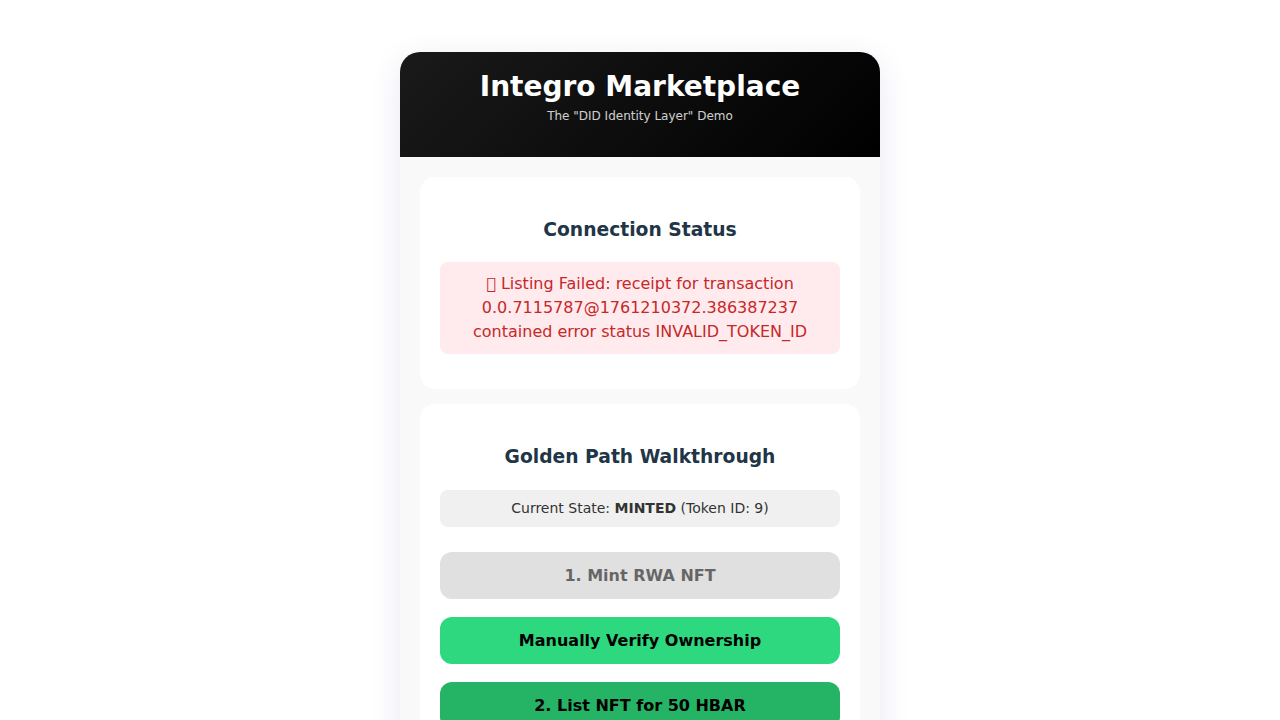 Integro Marketplace
The "DID Identity Layer" Demo
Connection Status
Listing Failed: receipt for transaction
0.0.7115787@1761210372.386387237
contained error status INVALID_TOKEN_ID
Golden Path Walkthrough
Current State: MINTED (Token ID: 9)
1. Mint RWA NFT
Manually Verify Ownership
2. List NFT for 50 HBAR